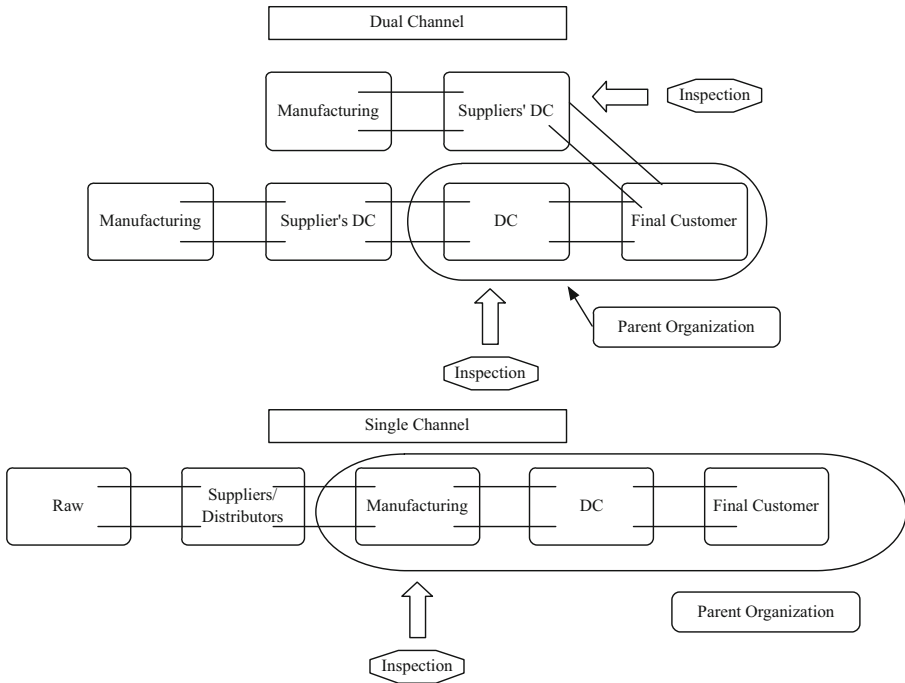 Dual Channel
Manufacturing
Suppliers' DC
Inspection
Manufacturing
Supplier's DC
DC
Final Customer
Parent Organization
Inspection
Single Channel
Raw
Suppliers/
Distributors
Manufacturing
DC
Final Customer
Parent Organization
Inspection